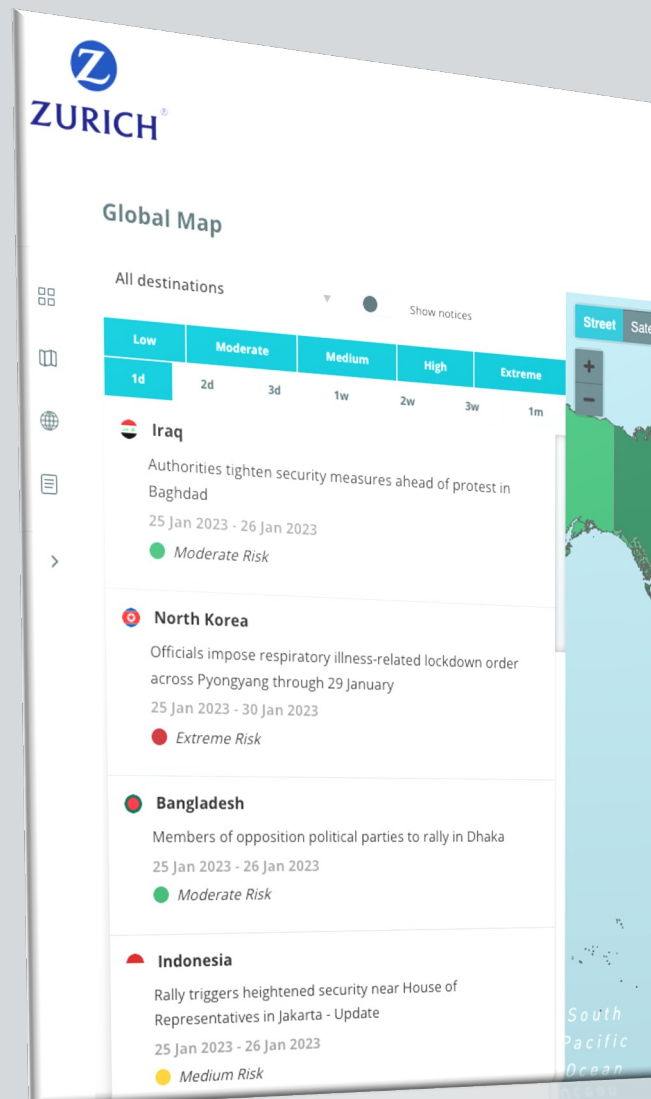 Z
ZURICH®
Global Map
All destinations
Show notices
Low Moderate Medium High Extreme
1d 2d 3d 1w 2w 3w 1m
Iraq
Authorities tighten security measures ahead of protest in
Baghdad
25 Jan 2023 - 26 Jan 2023
Moderate Risk
North Korea
Officials impose respiratory illness-related lockdown order
across Pyongyang through 29 January
25 Jan 2023 - 30 Jan 2023
Extreme Risk
Bangladesh
Members of opposition political parties to rally in Dhaka
25 Jan 2023 - 26 Jan 2023
Moderate Risk
Indonesia
Rally triggers heightened security near House of
Representatives in Jakarta - Update
25 Jan 2023 - 26 Jan 2023
Medium Risk
Street Sate
+
−
South
Pacific
Ocean